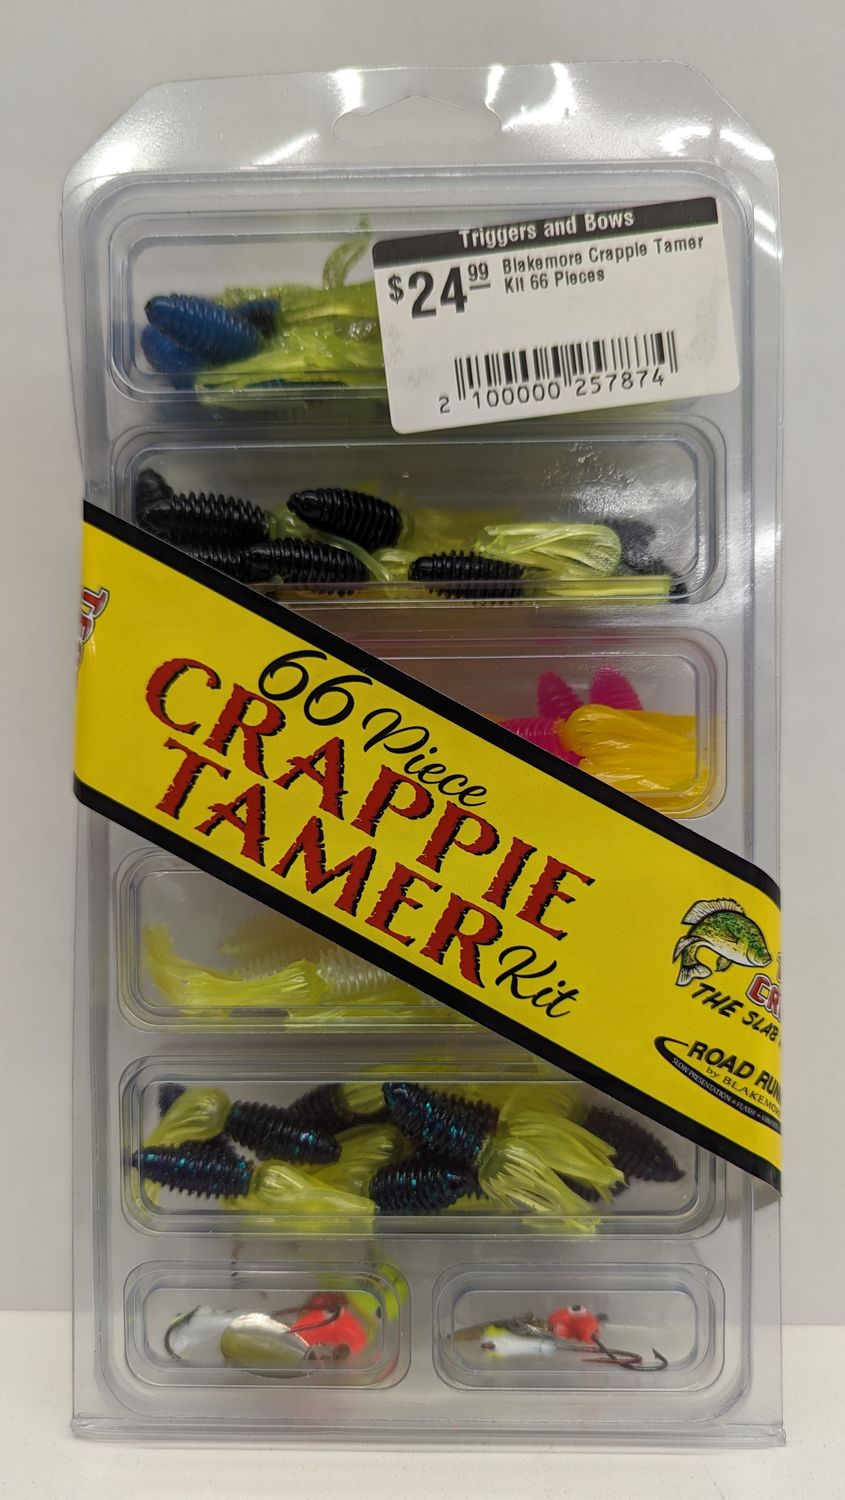 Triggers and Bows
$24.99
Blakemore Crappie Tamer
Kit 66 Pieces
2 100000 257874
66 Piece
CRAPPIE
TAMER Kit
THE SLAB
ROAD RUN
by BLAKEMOR